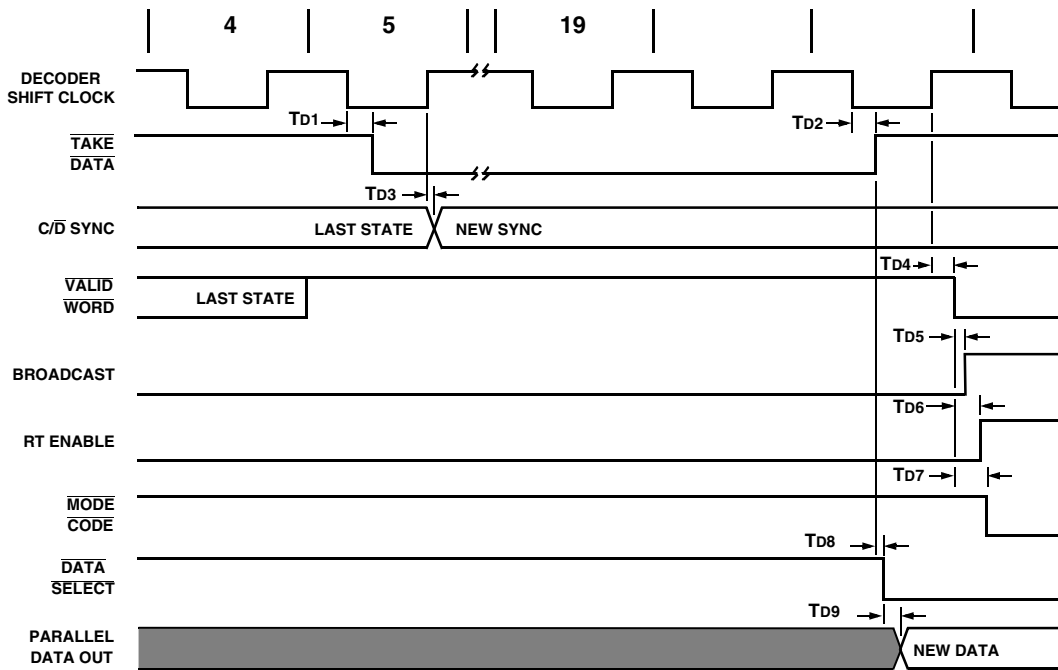 4 5 19
DECODER
SHIFT CLOCK
TD1
TD2
TAKE
DATA
TD3
C/D̅ SYNC
LAST STATE
NEW SYNC
TD4
VALID
WORD
LAST STATE
TD5
BROADCAST
TD6
RT ENABLE
TD7
MODE
CODE
TD8
DATA
SELECT
TD9
PARALLEL
DATA OUT
NEW DATA